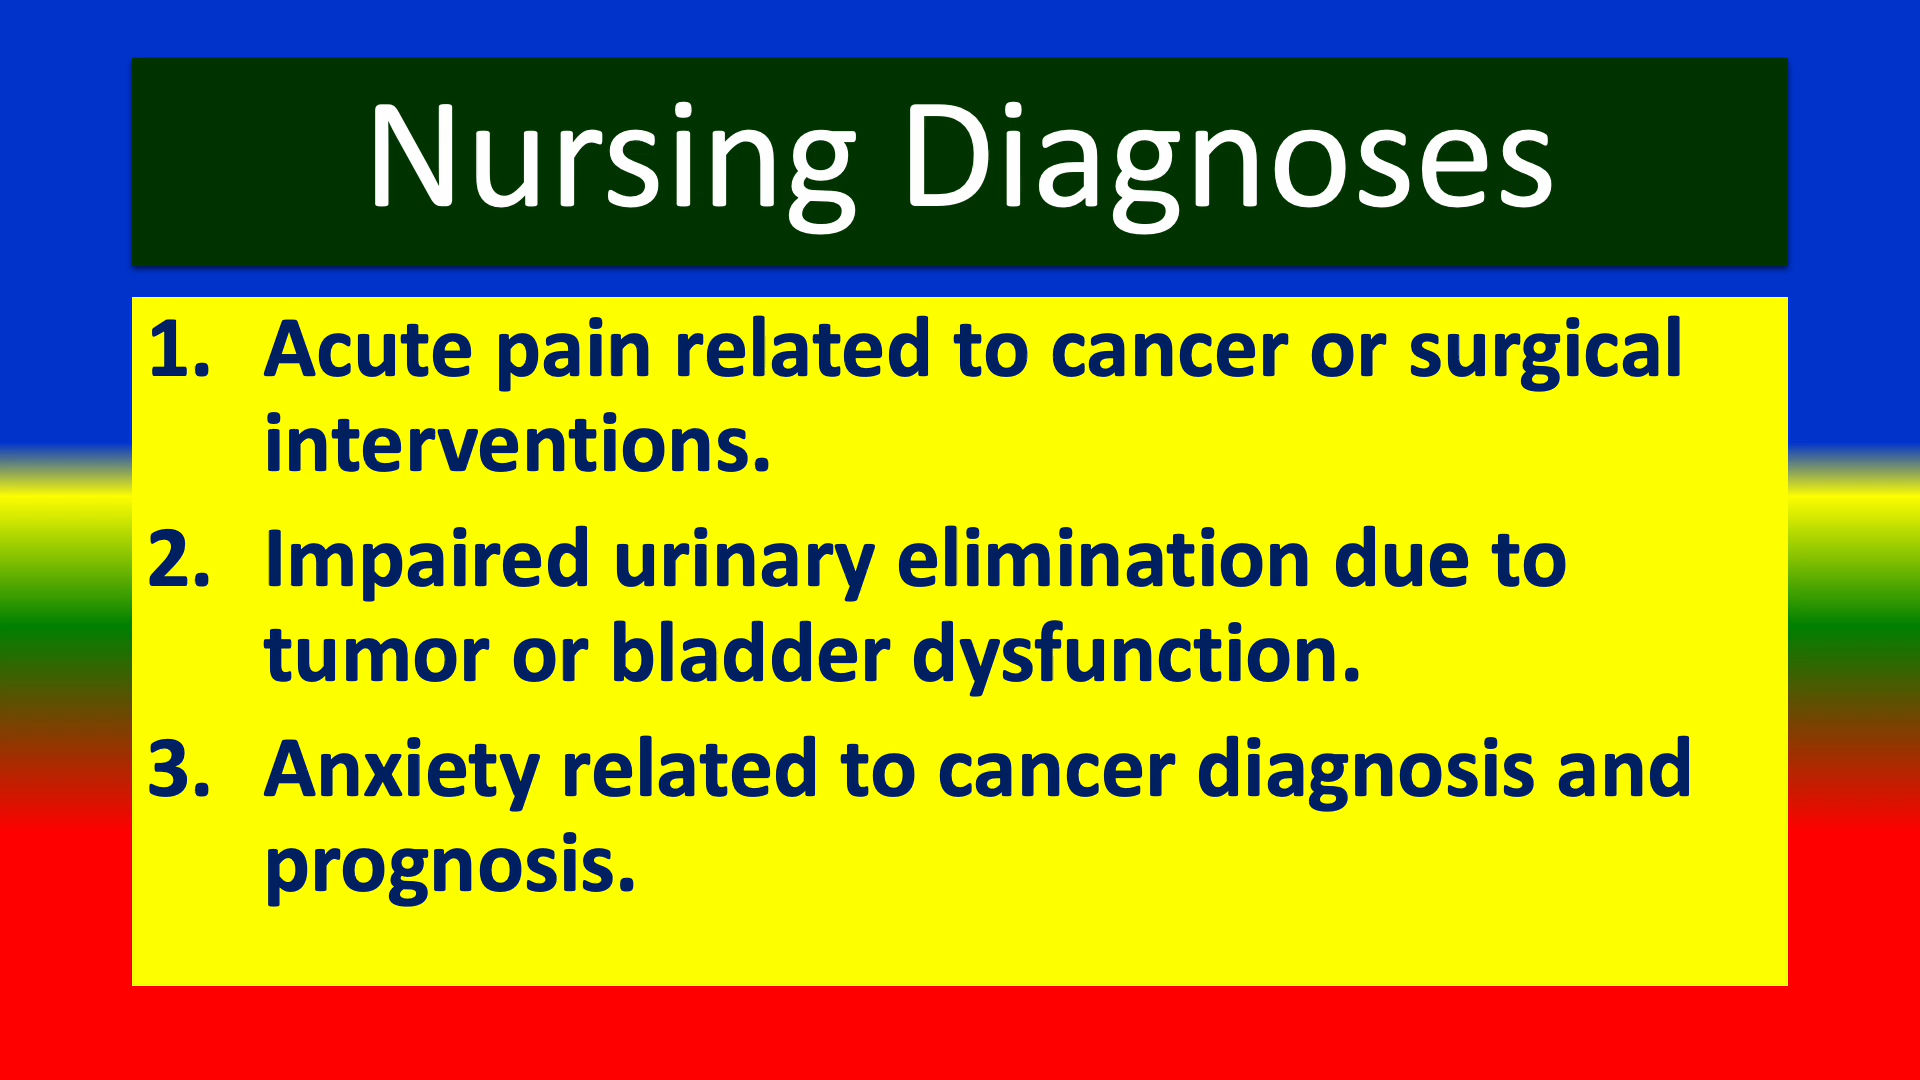 Nursing Diagnoses
1. Acute pain related to cancer or surgical
interventions.
2. Impaired urinary elimination due to
tumor or bladder dysfunction.
3. Anxiety related to cancer diagnosis and
prognosis.